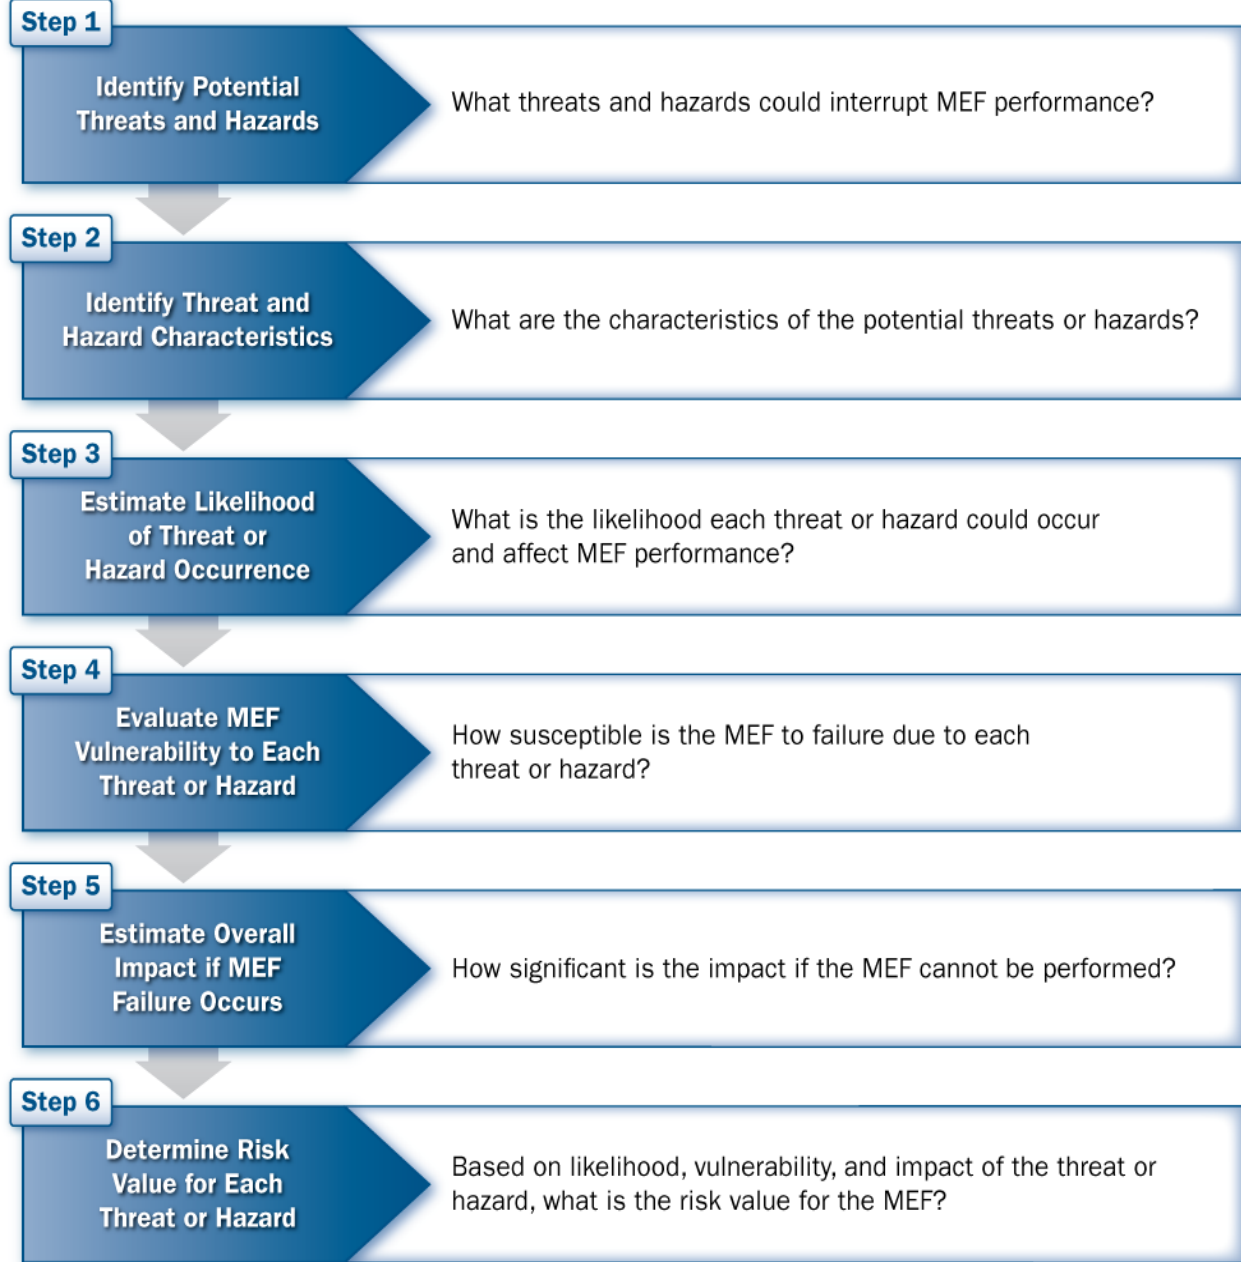 Step 1
Identify Potential
Threats and Hazards
What threats and hazards could interrupt MEF performance?
Step 2
Identify Threat and
Hazard Characteristics
What are the characteristics of the potential threats or hazards?
Step 3
Estimate Likelihood
of Threat or
Hazard Occurrence
What is the likelihood each threat or hazard could occur
and affect MEF performance?
Step 4
Evaluate MEF
Vulnerability to Each
Threat or Hazard
How susceptible is the MEF to failure due to each
threat or hazard?
Step 5
Estimate Overall
Impact if MEF
Failure Occurs
How significant is the impact if the MEF cannot be performed?
Step 6
Determine Risk
Value for Each
Threat or Hazard
Based on likelihood, vulnerability, and impact of the threat or
hazard, what is the risk value for the MEF?